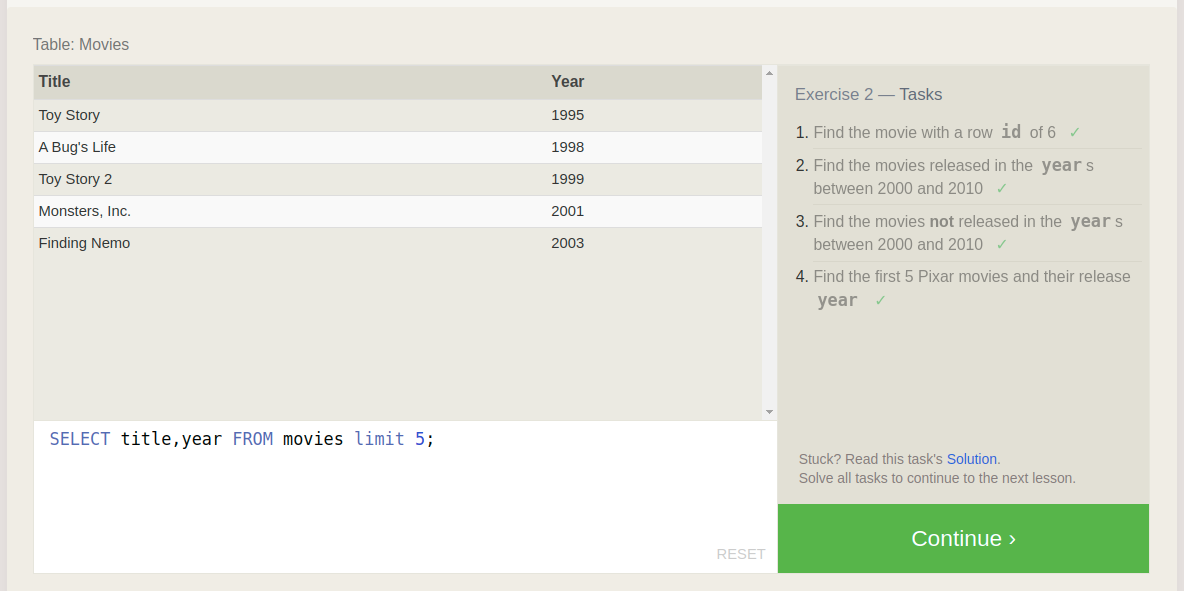 Table: Movies
Title Year
Toy Story 1995
A Bug's Life 1998
Toy Story 2 1999
Monsters, Inc. 2001
Finding Nemo 2003
SELECT title,year FROM movies limit 5;
RESET
Exercise 2 — Tasks
1. Find the movie with a row id of 6 ✓
2. Find the movies released in the year s
between 2000 and 2010 ✓
3. Find the movies not released in the year s
between 2000 and 2010 ✓
4. Find the first 5 Pixar movies and their release
year ✓
Stuck? Read this task's Solution.
Solve all tasks to continue to the next lesson.
Continue ›